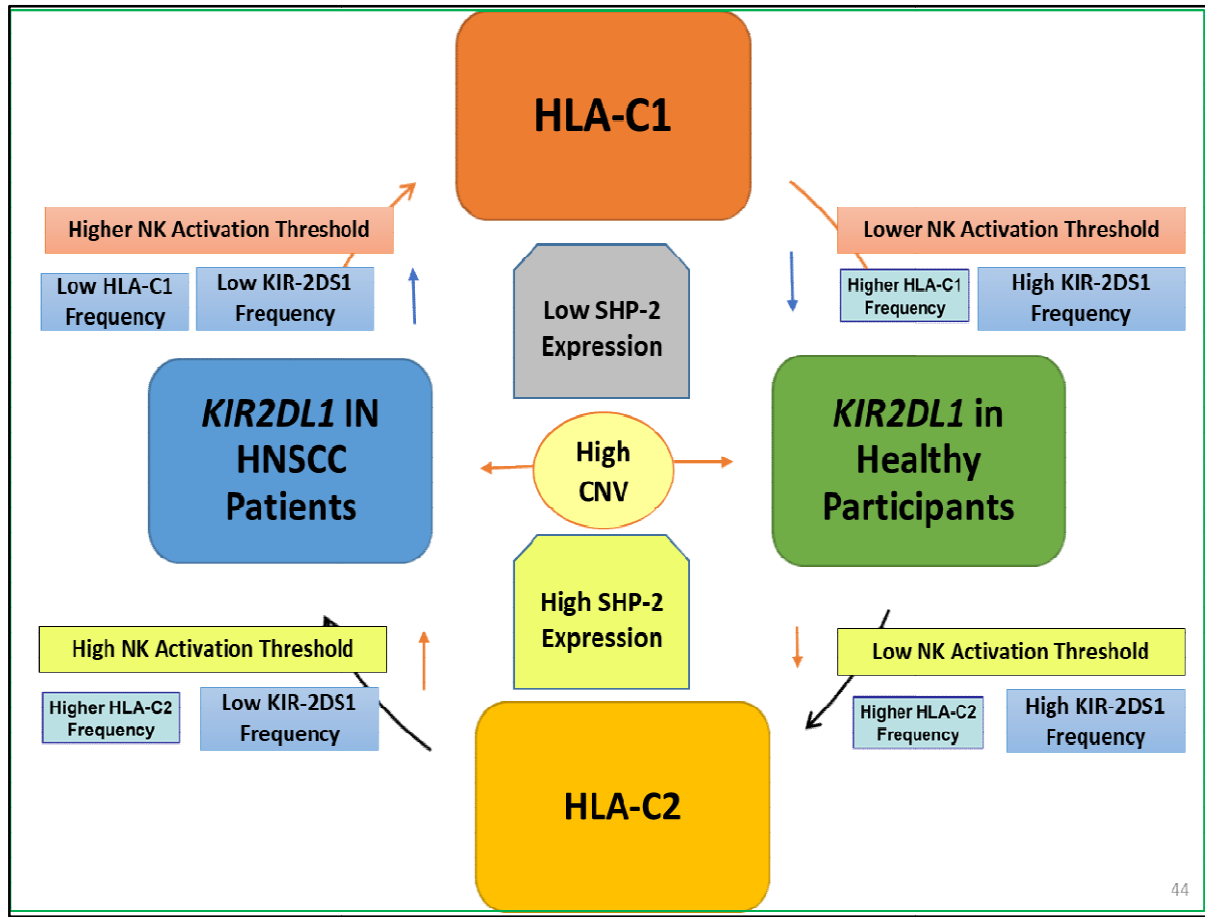 HLA-C1
Higher NK Activation Threshold
Lower NK Activation Threshold
Low HLA-C1
Frequency
Low KIR-2DS1
Frequency
Low SHP-2
Expression
Higher HLA-C1
Frequency
High KIR-2DS1
Frequency
KIR2DL1 IN
HNSCC
Patients
High
CNV
KIR2DL1 in
Healthy
Participants
High SHP-2
Expression
High NK Activation Threshold
Low NK Activation Threshold
Higher HLA-C2
Frequency
Low KIR-2DS1
Frequency
Higher HLA-C2
Frequency
High KIR-2DS1
Frequency
HLA-C2
44